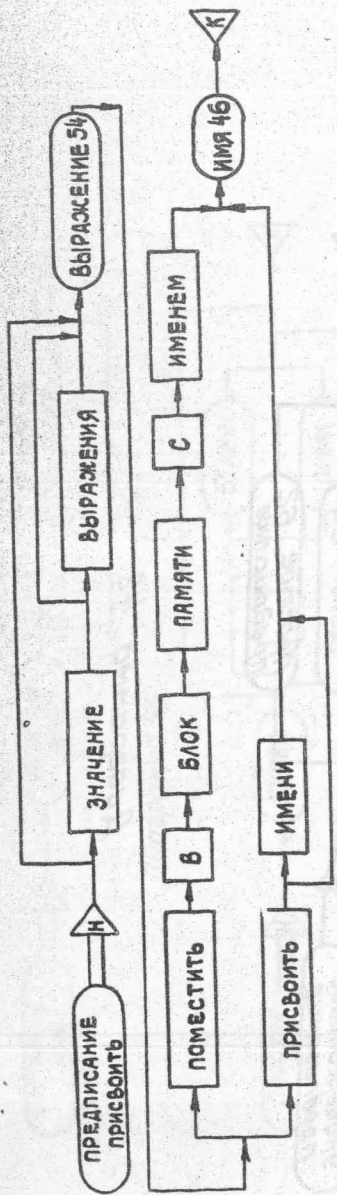 ПРЕДПИСАНИЕ
ПРИСВОИТЬ
Н
ЗНАЧЕНИЕ
ВЫРАЖЕНИЯ
ВЫРАЖЕНИЕ 54
ПОМЕСТИТЬ
В
БЛОК
ПАМЯТИ
С
ИМЕНЕМ
ПРИСВОИТЬ
ИМЕНИ
ИМЯ 46
К